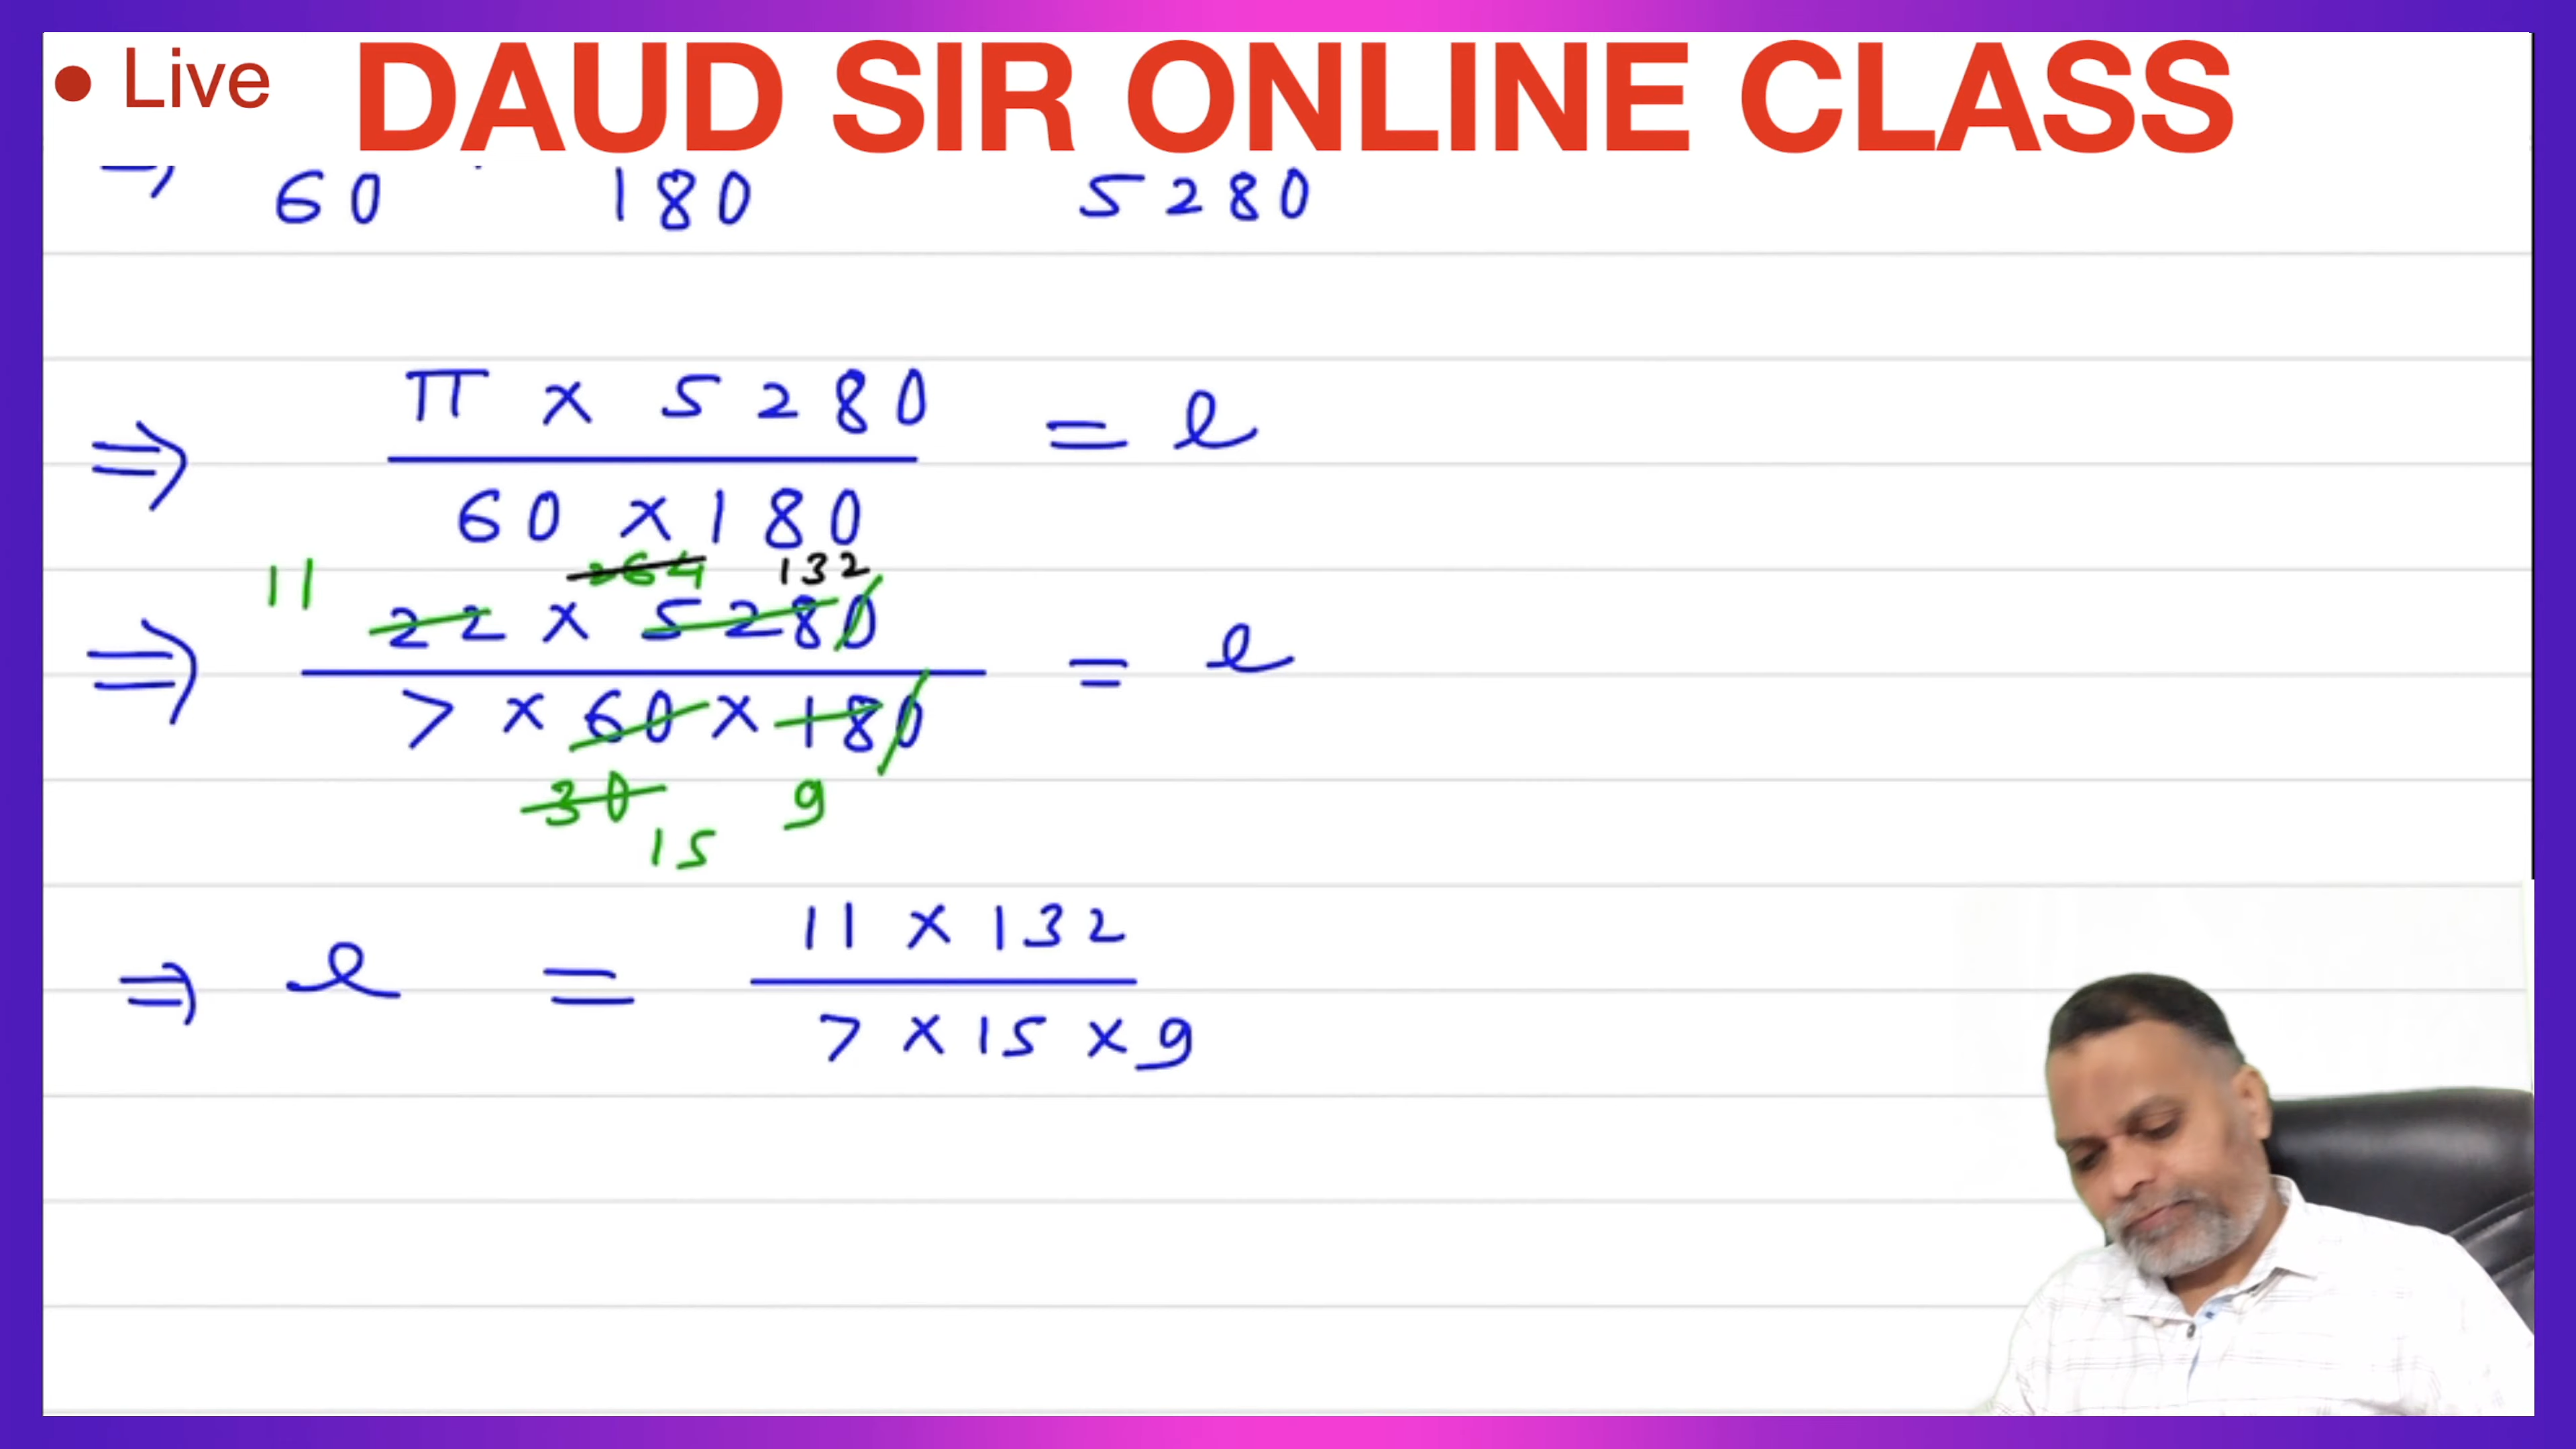 • Live DAUD SIR ONLINE CLASS
⇒ 60 180 5280
π × 5280
⇒ ——— = l
60 × 180
11 264 132
22 × 5280
⇒ ——— = l
7 × 60 × 180
30 9
15
11 × 132
⇒ l = ———
7 × 15 × 9